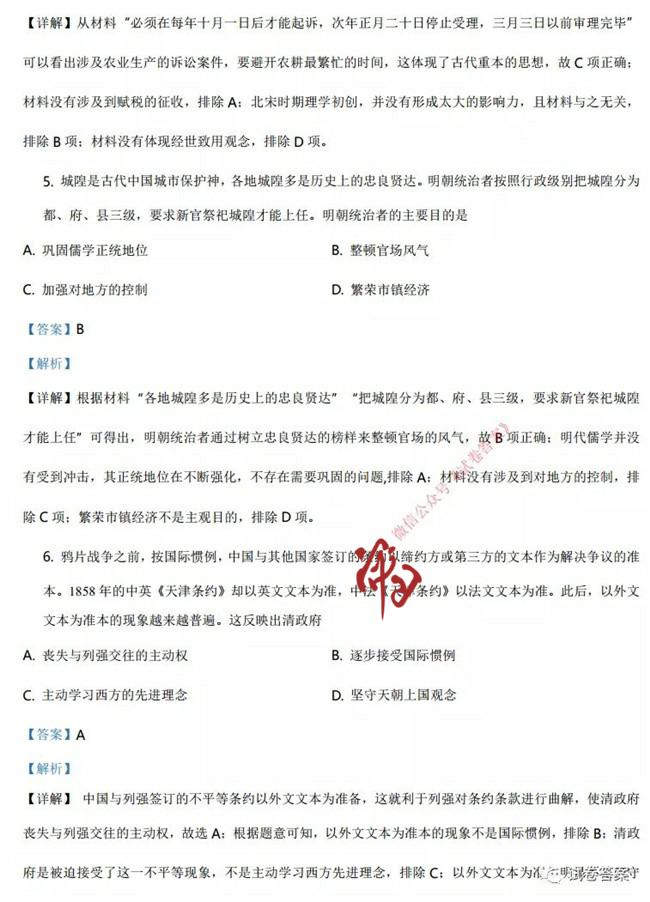 【详解】从材料“必须在每年十月一日后才能起诉，次年正月二十日停止受理，三月三日以前审理完毕”
可以看出涉及农业生产的诉讼案件，要避开农耕最繁忙的时间，这体现了古代重本的思想，故 C 项正确；
材料没有涉及到赋税的征收，排除 A；北宋时期理学初创，并没有形成太大的影响力，且材料与之无关，
排除 B 项；材料没有体现经世致用观念，排除 D 项。
5. 城隍是古代中国城市保护神，各地城隍多是历史上的忠良贤达。明朝统治者按照行政级别把城隍分为
都、府、县三级，要求新官祭祀城隍才能上任。明朝统治者的主要目的是
A. 巩固儒学正统地位 B. 整顿官场风气
C. 加强对地方的控制 D. 繁荣市镇经济
【答案】B
【解析】
【详解】根据材料“各地城隍多是历史上的忠良贤达”“把城隍分为都、府、县三级，要求新官祭祀城隍
才能上任”可得出，明朝统治者通过树立忠良贤达的榜样来整顿官场的风气，故 B 项正确；明代儒学并没
有受到冲击，其正统地位在不断强化，不存在需要巩固的问题,排除 A；材料没有涉及到对地方的控制，排
除 C 项；繁荣市镇经济不是主观目的，排除 D 项。
微信公众号《试卷答案》
6. 鸦片战争之前，按国际惯例，中国与其他国家签订的条约以缔约方或第三方的文本作为解决争议的准
本。1858 年的中英《天津条约》却以英文文本为准，中法《天津条约》以法文文本为准。此后，以外文
文本为准本的现象越来越普遍。这反映出清政府
A. 丧失与列强交往的主动权 B. 逐步接受国际惯例
C. 主动学习西方的先进理念 D. 坚守天朝上国观念
【答案】A
【解析】
【详解】 中国与列强签订的不平等条约以外文文本为准备，这就利于列强对条约条款进行曲解，使清政府
丧失与列强交往的主动权，故选 A；根据题意可知，以外文文本为准本的现象不是国际惯例，排除 B；清政
府是被迫接受了这一不平等现象，不是主动学习西方先进理念，排除 C；以外文文本为准
试卷答案